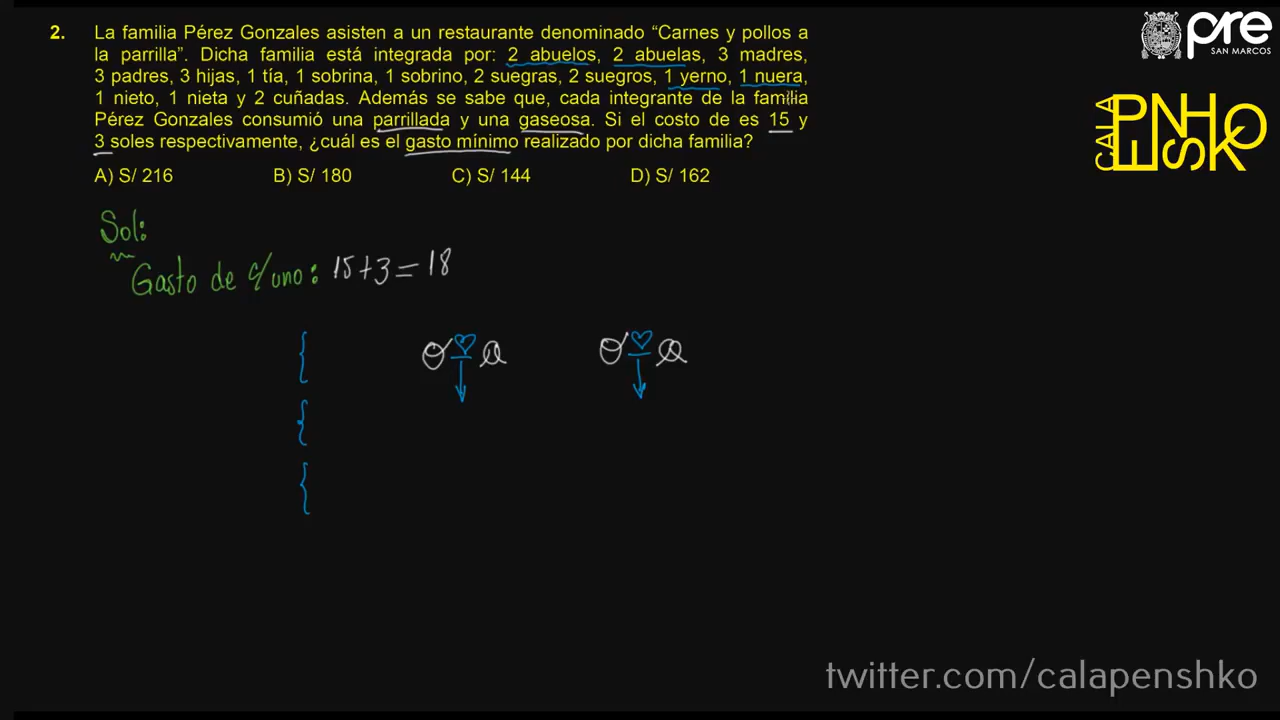 2. La familia Pérez Gonzales asisten a un restaurante denominado “Carnes y pollos a
la parrilla”. Dicha familia está integrada por: 2 abuelos, 2 abuelas, 3 madres,
3 padres, 3 hijas, 1 tía, 1 sobrina, 1 sobrino, 2 suegras, 2 suegros, 1 yerno, 1 nuera,
1 nieto, 1 nieta y 2 cuñadas. Además se sabe que, cada integrante de la familia
Pérez Gonzales consumió una parrillada y una gaseosa. Si el costo de es 15 y
3 soles respectivamente, ¿cuál es el gasto mínimo realizado por dicha familia?
A) S/ 216 B) S/ 180 C) S/ 144 D) S/ 162
pre
SAN MARCOS
CALA
PENSHKO
Sol:
Gasto de c/uno: 15+3=18
twitter.com/calapenshko